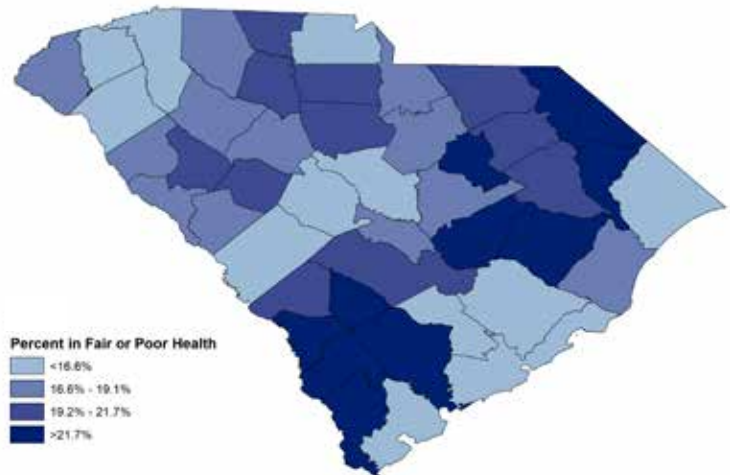 Percent in Fair or Poor Health
<16.6%
16.6% - 19.1%
19.2% - 21.7%
>21.7%